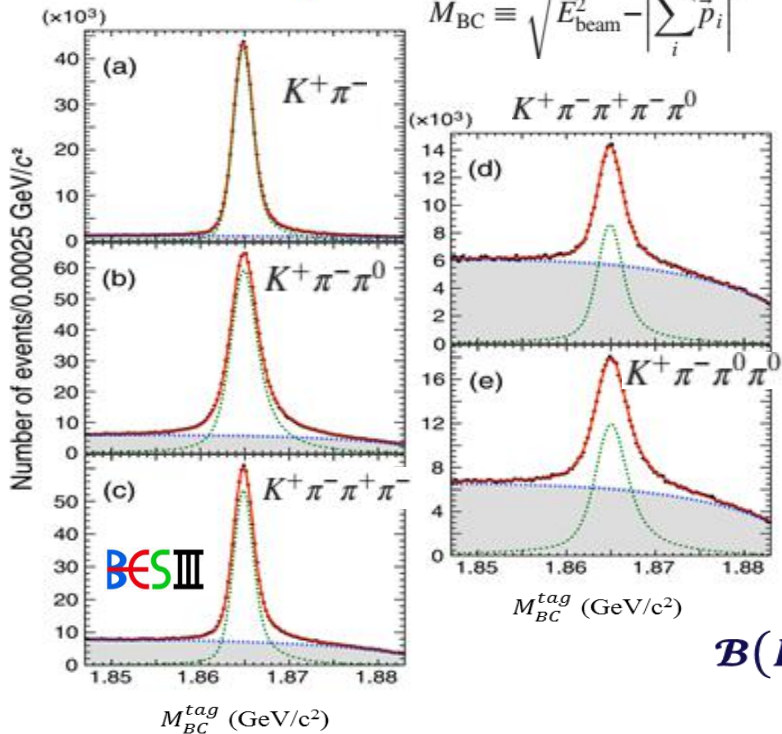 (×10³)
M_BC ≡ √ E²_beam − |∑_i p⃗_i|
Number of events/0.00025 GeV/c²
(a)
K⁺π⁻
40
30
20
10
0
(b)
K⁺π⁻π⁰
60
50
40
30
20
10
0
(c)
K⁺π⁻π⁺π⁻
50
40
30
20
10
0
BESIII
1.85 1.86 1.87 1.88
M_BC^tag (GeV/c²)
K⁺π⁻π⁺π⁻π⁰
(×10³)
(d)
14
12
10
8
6
4
2
0
(e)
K⁺π⁻π⁰π⁰
16
12
8
4
0
1.85 1.86 1.87 1.88
M_BC^tag (GeV/c²)
𝓑(